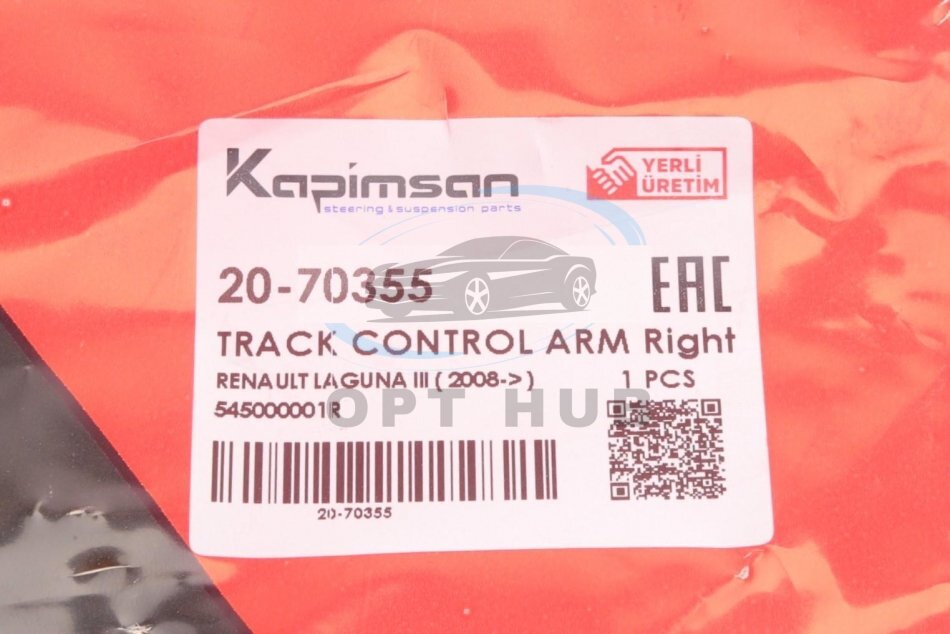 Kapimsan
steering & suspension parts
YERLİ
ÜRETİM
20-70355
EAC
TRACK CONTROL ARM Right
RENAULT LAGUNA III ( 2008-> )
1 PCS
545000001R
OPT HUB
20-70355